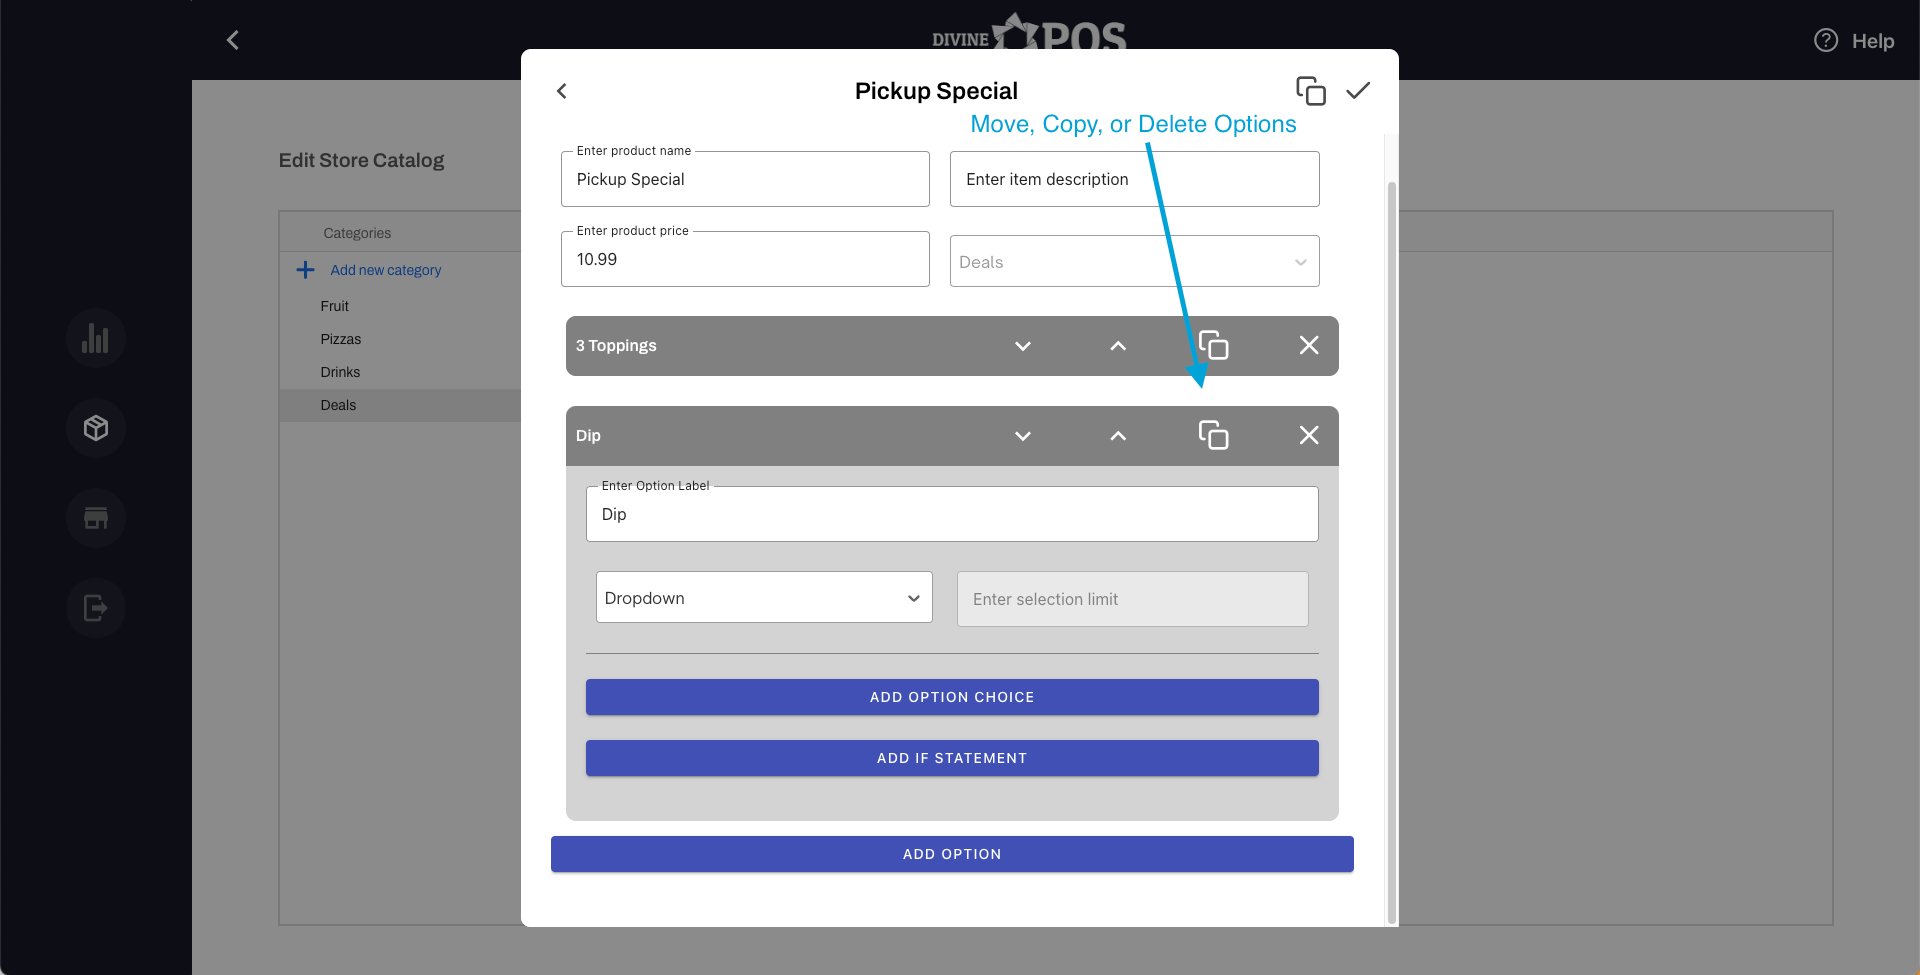 DIVINE POS
Help
Pickup Special
Move, Copy, or Delete Options
Edit Store Catalog
Enter product name
Pickup Special
Enter item description
Enter product price
10.99
Deals
Categories
Add new category
Fruit
Pizzas
Drinks
Deals
3 Toppings
Dip
Enter Option Label
Dip
Dropdown
Enter selection limit
ADD OPTION CHOICE
ADD IF STATEMENT
ADD OPTION